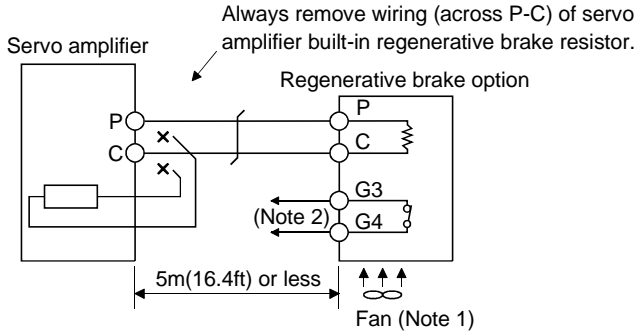 Always remove wiring (across P-C) of servo
amplifier built-in regenerative brake resistor.
Servo amplifier
Regenerative brake option
P
P
C
C
G3
(Note 2)
G4
5m(16.4ft) or less
Fan (Note 1)